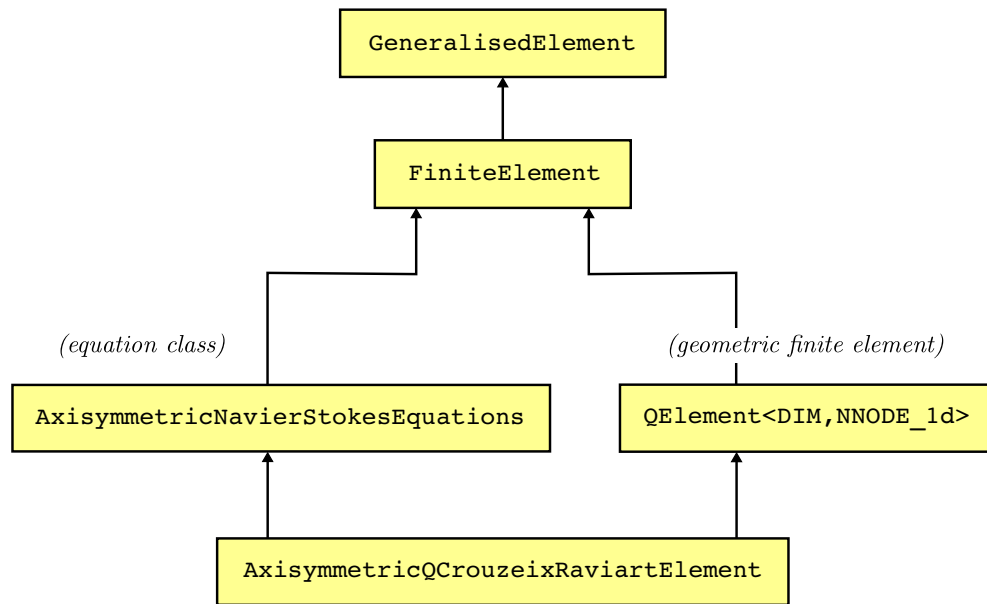 GeneralisedElement
FiniteElement
(equation class)
(geometric finite element)
AxisymmetricNavierStokesEquations
QElement<DIM,NNODE_1d>
AxisymmetricQCrouzeixRaviartElement